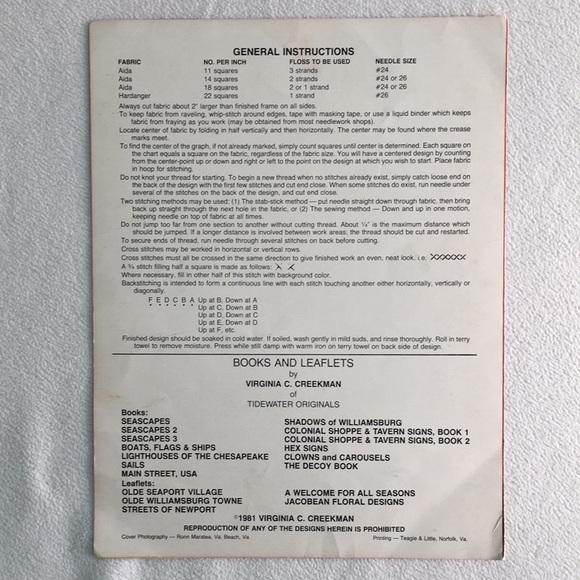 GENERAL INSTRUCTIONS
FABRIC NO. PER INCH FLOSS TO BE USED NEEDLE SIZE
Aida 11 squares 3 strands #24
Aida 14 squares 2 strands #24 or 26
Aida 18 squares 2 or 1 strand #24 or 26
Hardanger 22 squares 1 strand #26
Always cut fabric about 2" larger than finished frame on all sides.
To keep fabric from raveling, whip-stitch around edges, tape with masking tape, or use a liquid binder which keeps
fabric from fraying as you work (may be obtained from most needlework shops).
Locate center of fabric by folding in half vertically and then horizontally. The center may be found where the crease
marks meet.
To find the center of the graph, if not already marked, simply count squares until center is determined. Each square on
the chart equals a square on the fabric, regardless of the fabric size. You will have a centered design by counting
from the center-point up or down and right or left to the point on the design at which you wish to start. Place fabric
in hoop for stitching.
Do not knot your thread for starting. To begin a new thread when no stitches already exist, simply catch loose end on
the back of the design with the first few stitches and cut end close. When some stitches do exist, run needle under
several of the stitches on the back of the design, and cut end close.
Two stitching methods may be used: (1) The stab-stick method — put needle straight down through fabric, then bring
back up straight through the next hole in the fabric, or (2) The sewing method — Down and up in one motion,
keeping needle on top of fabric at all times.
Do not jump too far from one section to another without cutting thread. About ¼" is the maximum distance which
should be jumped. If a longer distance is involved between work areas, the thread should be cut and restarted.
To secure ends of thread, run needle through several stitches on back before cutting.
Cross stitches may be worked in horizontal or vertical rows.
Cross stitches must all be crossed in the same direction to give finished work an even, neat look. i.e. XXXXXX
A ¾ stitch filling half a square is made as follows:
Where necessary, fill in other half of this stitch with background color.
Backstitching is intended to form a continuous line with each stitch touching another either horizontally, vertically or
diagonally.
F E D C B A Up at B, Down at A
Up at C, Down at B
Up at D, Down at C
Up at E, Down at D
Up at F, etc.
Finished design should be soaked in cold water. If soiled, wash gently in mild suds, and rinse thoroughly. Roll in terry
towel to remove moisture. Press while still damp with warm iron on terry towel on back side of design.
BOOKS AND LEAFLETS
by
VIRGINIA C. CREEKMAN
of
TIDEWATER ORIGINALS
Books:
SEASCAPES
SEASCAPES 2
SEASCAPES 3
BOATS, FLAGS & SHIPS
LIGHTHOUSES OF THE CHESAPEAKE
SAILS
MAIN STREET, USA
SHADOWS of WILLIAMSBURG
COLONIAL SHOPPE & TAVERN SIGNS, BOOK 1
COLONIAL SHOPPE & TAVERN SIGNS, BOOK 2
HEX SIGNS
CLOWNS and CAROUSELS
THE DECOY BOOK
Leaflets:
OLDE SEAPORT VILLAGE
OLDE WILLIAMSBURG TOWNE
STREETS OF NEWPORT
A WELCOME FOR ALL SEASONS
JACOBEAN FLORAL DESIGNS
©1981 VIRGINIA C. CREEKMAN
REPRODUCTION OF ANY OF THE DESIGNS HEREIN IS PROHIBITED
Cover Photography — Ronn Maratea, Va. Beach, Va. Printing — Teagle & Little, Norfolk, Va.